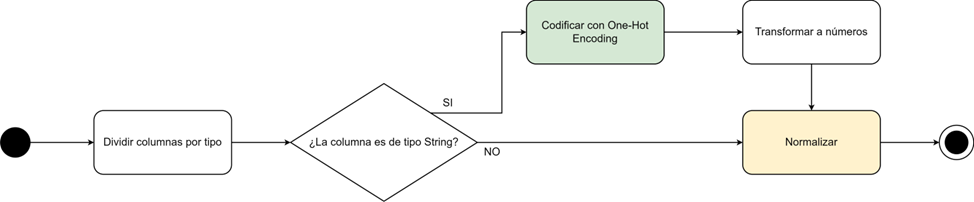 Codificar con One-Hot
Encoding
Transformar a números
SI
Dividir columnas por tipo
¿La columna es de tipo String?
NO
Normalizar